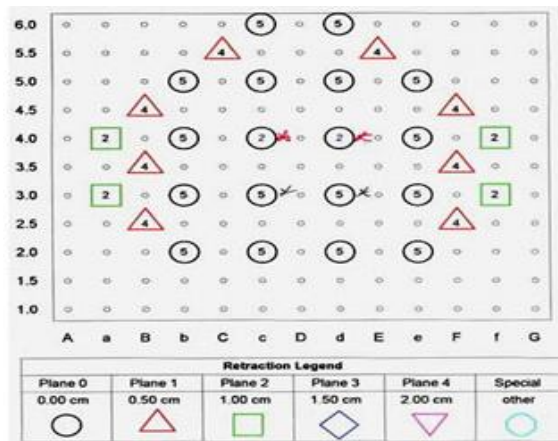 6.0 5 5
4 4
5.0 5 5 5 5
4.5 4 4
4.0 2 5 2 2 5 2
3.5 4 4
3.0 2 5 5 5 5 2
2.5 4 4
2.0 5 5 5 5
1.5
1.0
A a B b C c D d E e F f G
Retraction Legend
Plane 0 Plane 1 Plane 2 Plane 3 Plane 4 Special
0.00 cm 0.50 cm 1.00 cm 1.50 cm 2.00 cm other